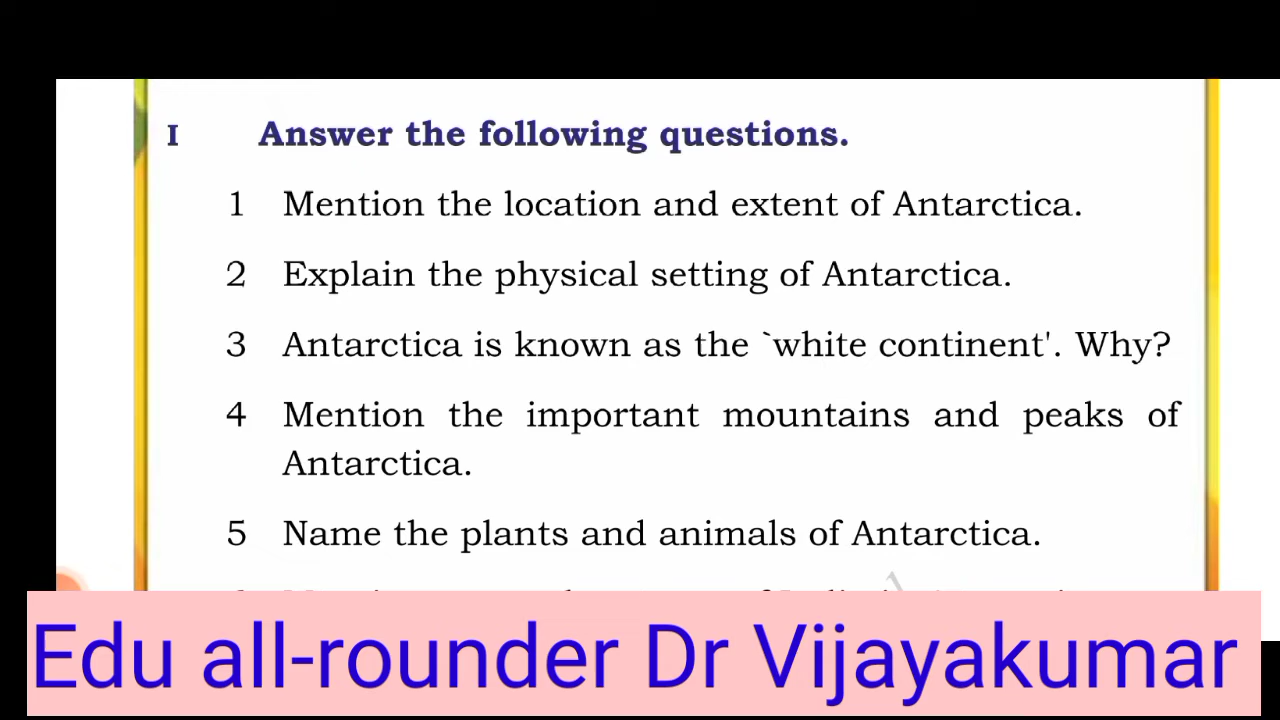 I Answer the following questions.
1 Mention the location and extent of Antarctica.
2 Explain the physical setting of Antarctica.
3 Antarctica is known as the `white continent'. Why?
4 Mention the important mountains and peaks of
Antarctica.
5 Name the plants and animals of Antarctica.
Edu all-rounder Dr Vijayakumar